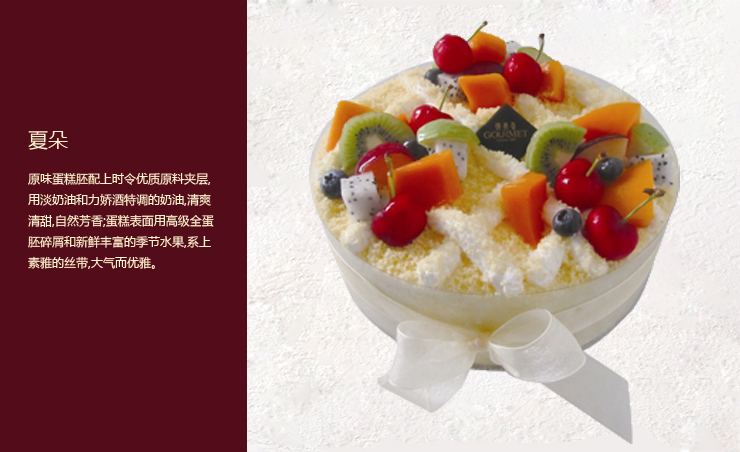 夏朵
原味蛋糕胚配上时令优质原料夹层,
用淡奶油和力娇酒特调的奶油,清爽
清甜,自然芳香;蛋糕表面用高级全蛋
胚碎屑和新鲜丰富的季节水果,系上
素雅的丝带,大气而优雅。
GOURMET